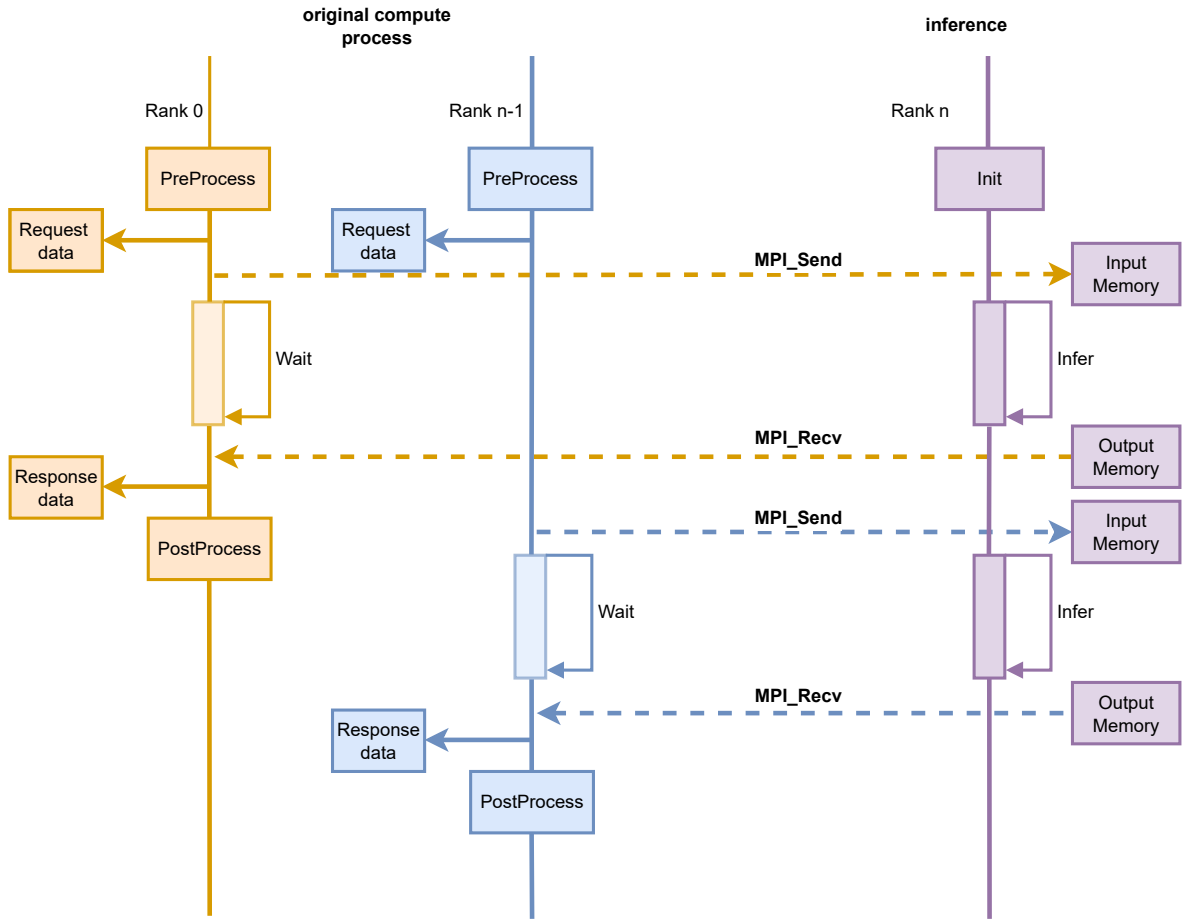 original compute
process
inference
Rank 0
Rank n-1
Rank n
PreProcess
PreProcess
Init
Request
data
Request
data
MPI_Send
Input
Memory
Wait
Infer
MPI_Recv
Output
Memory
Response
data
MPI_Send
Input
Memory
PostProcess
Wait
Infer
MPI_Recv
Output
Memory
Response
data
PostProcess